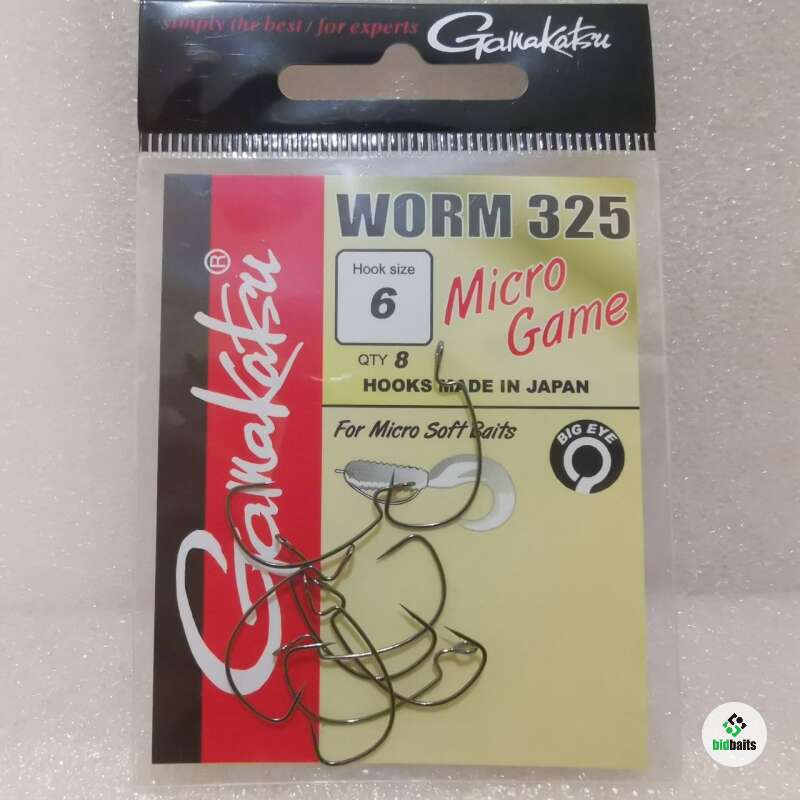 simply the best / for experts
Gamakatsu
WORM 325
Hook size
6
Micro
Game
QTY 8
HOOKS MADE IN JAPAN
For Micro Soft Baits
BIG EYE
Gamakatsu®
bidbaits